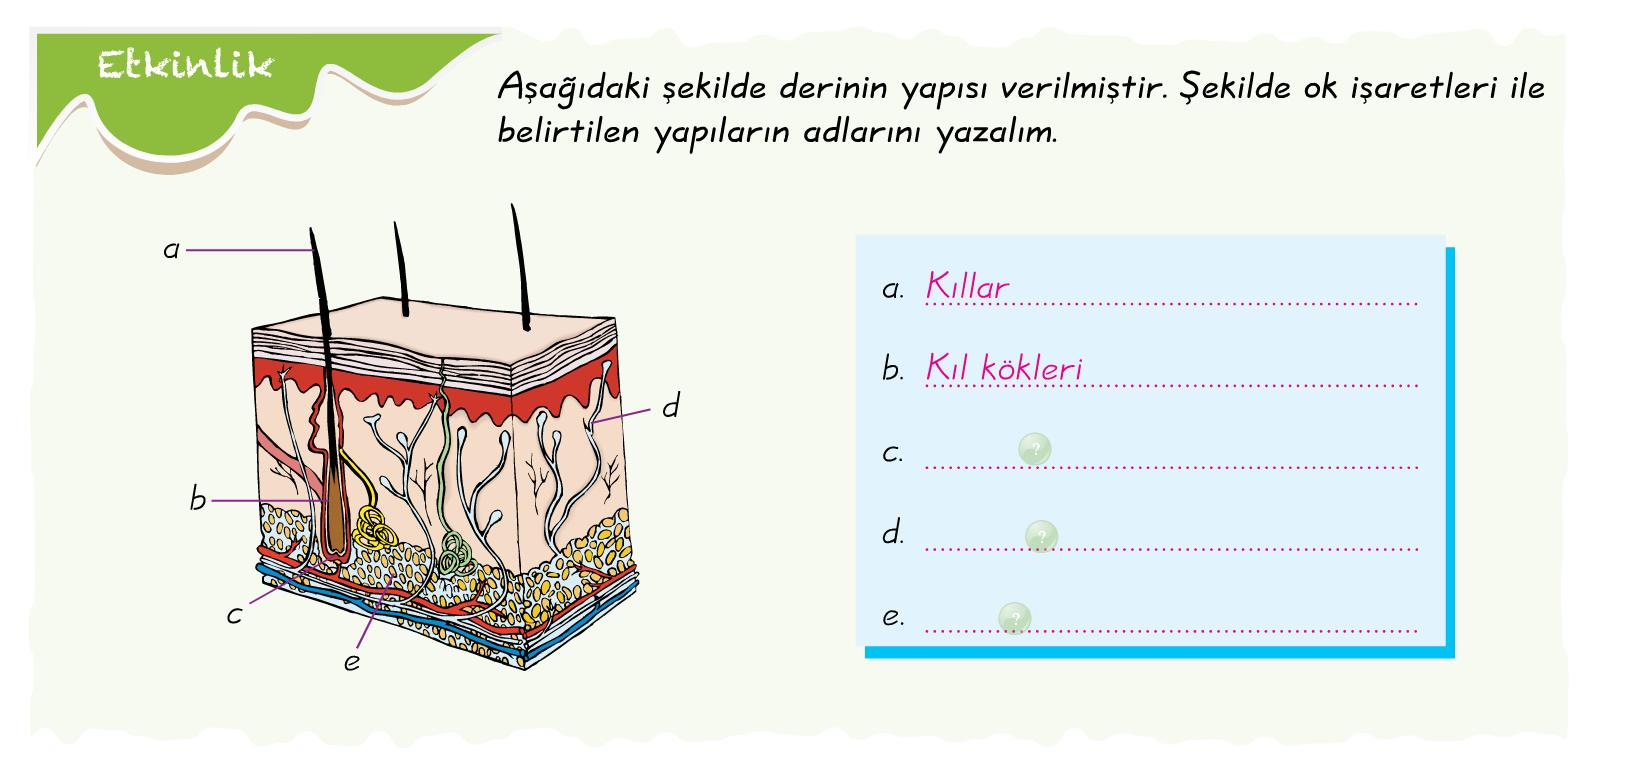 Etkinlik
Aşağıdaki şekilde derinin yapısı verilmiştir. Şekilde ok işaretleri ile
belirtilen yapıların adlarını yazalım.
a
d
b
c
e
a. Kıllar
b. Kıl kökleri
c. ?
d. ?
e. ?